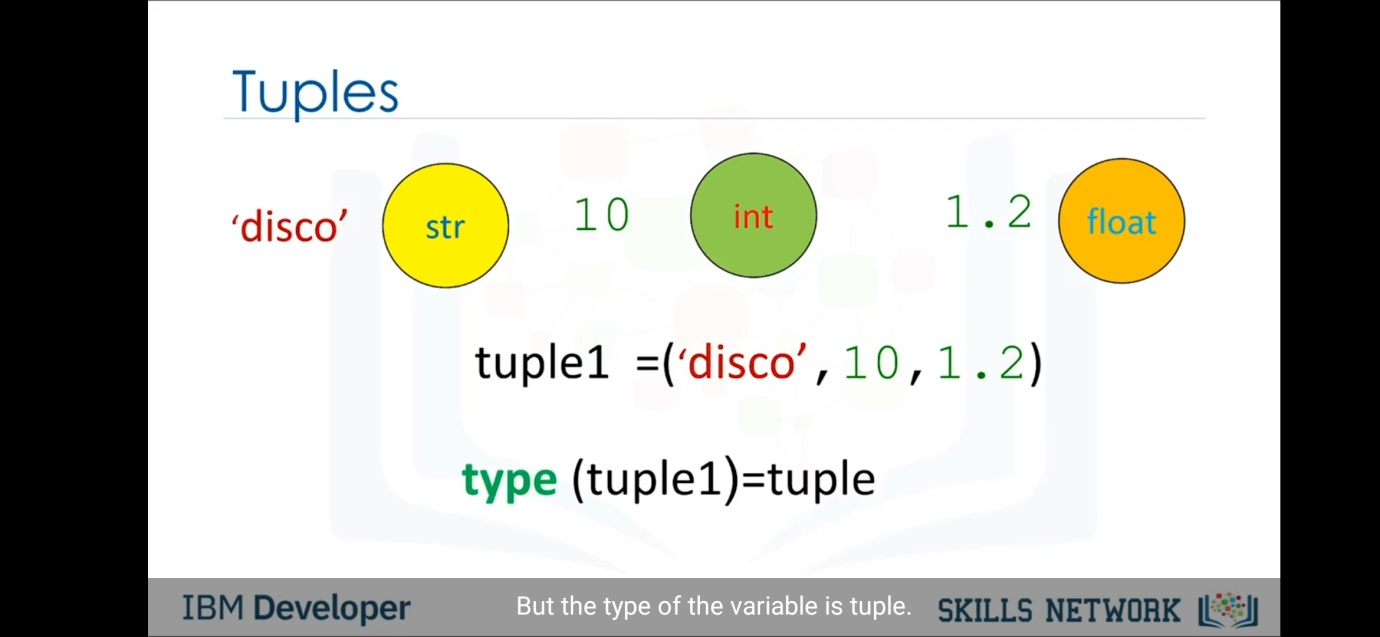 Tuples
‘disco’ str 10 int 1.2 float
tuple1 =(‘disco’,10,1.2)
type (tuple1)=tuple
IBM Developer But the type of the variable is tuple. SKILLS NETWORK